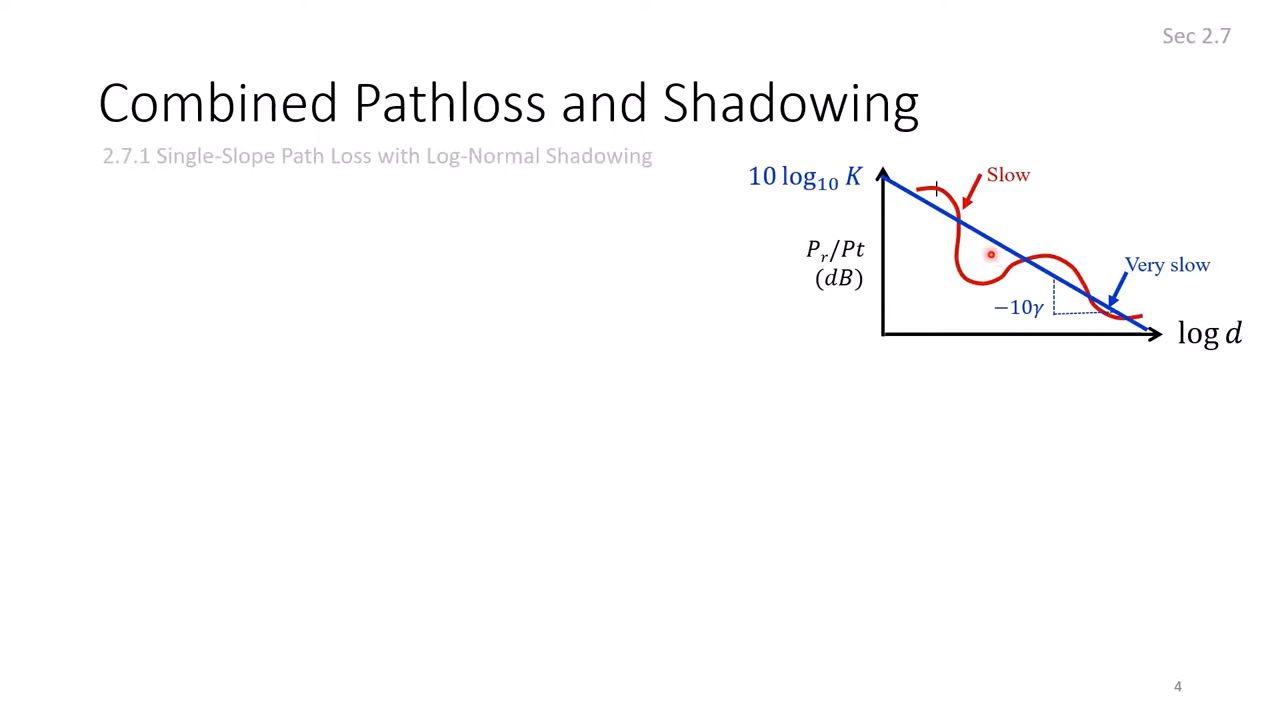 Sec 2.7
Combined Pathloss and Shadowing
2.7.1 Single-Slope Path Loss with Log-Normal Shadowing
10 log₁₀ K
Slow
Pᵣ/Pt
(dB)
Very slow
−10γ
log d
4